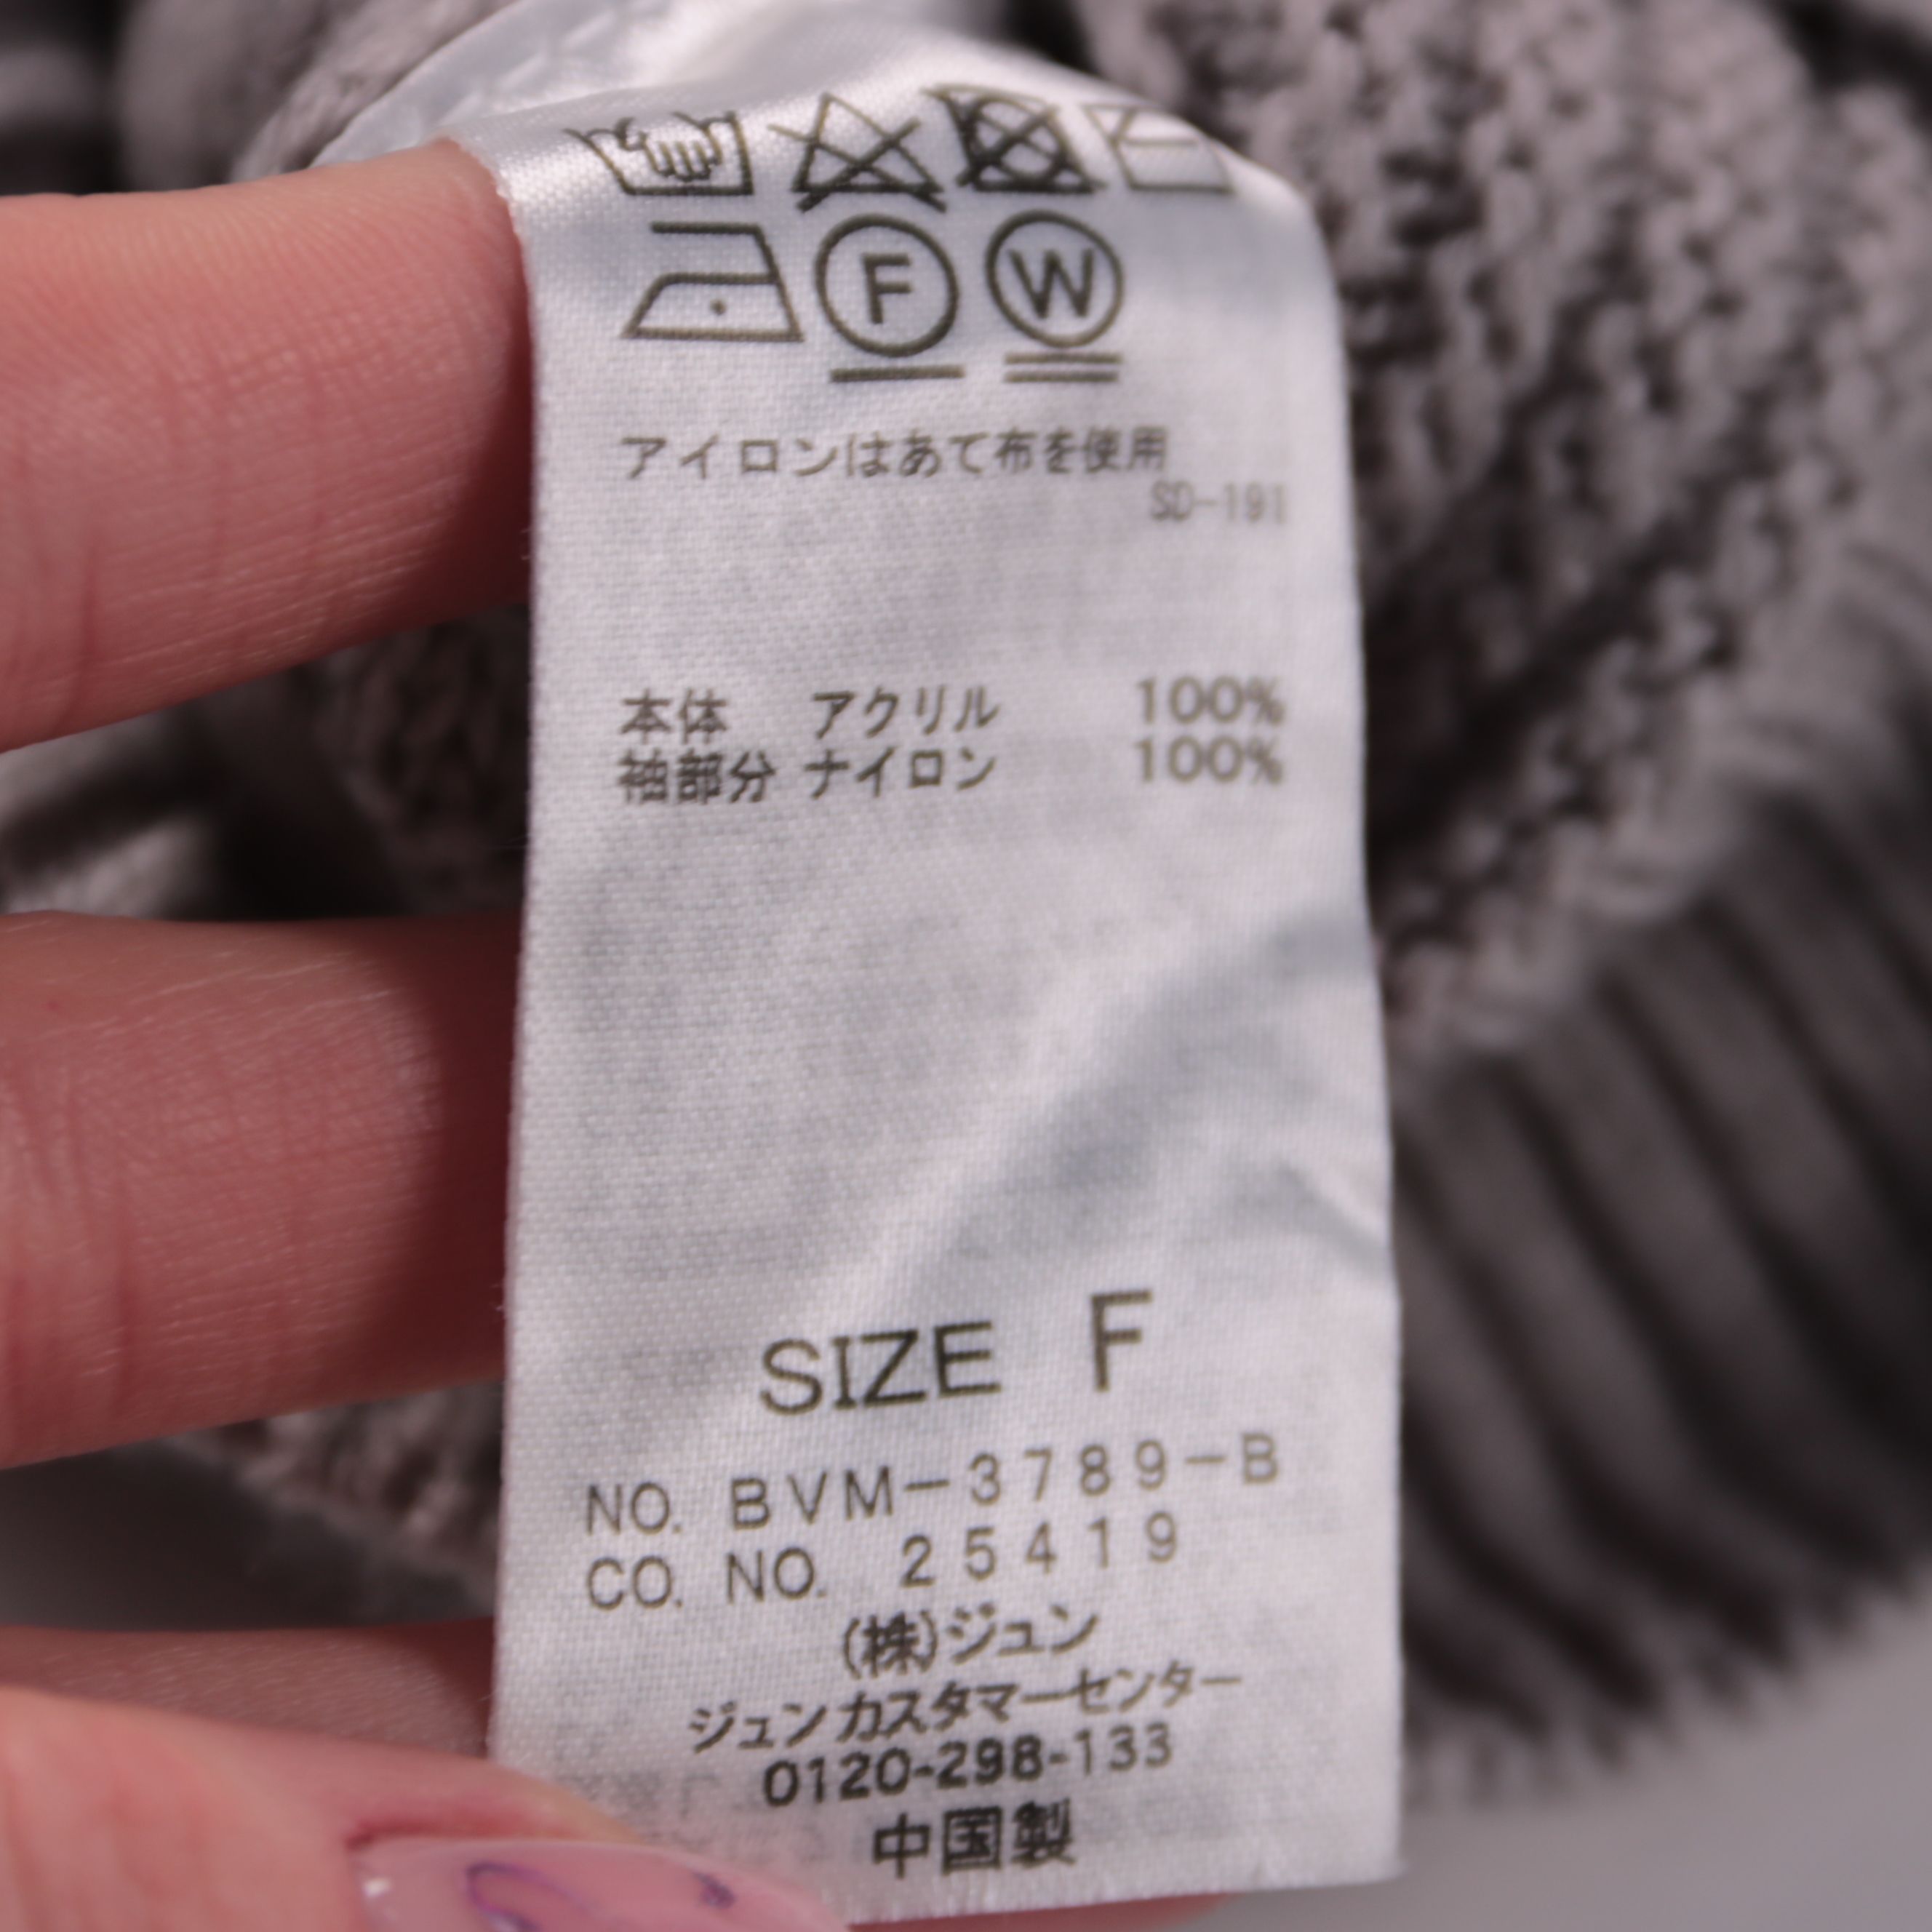 F W
アイロンはあて布を使用
SD-191
本体 アクリル 100%
袖部分 ナイロン 100%
SIZE F
NO. BVM-3789-B
CO. NO. 25419
(株)ジュン
ジュンカスタマーセンター
0120-298-133
中国製